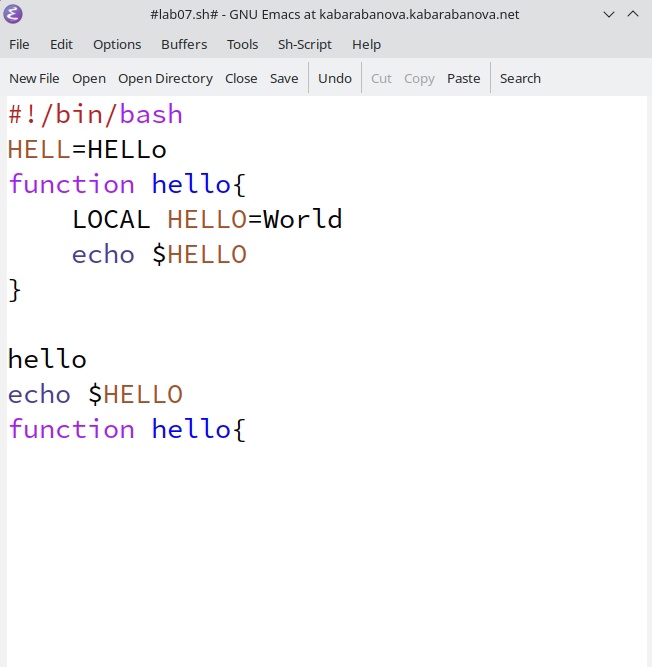 #lab07.sh# - GNU Emacs at kabarabanova.kabarabanova.net
File Edit Options Buffers Tools Sh-Script Help
New File Open Open Directory Close Save Undo Cut Copy Paste Search
#!/bin/bash
HELL=HELLo
function hello{
    LOCAL HELLO=World
    echo $HELLO
}
hello
echo $HELLO
function hello{